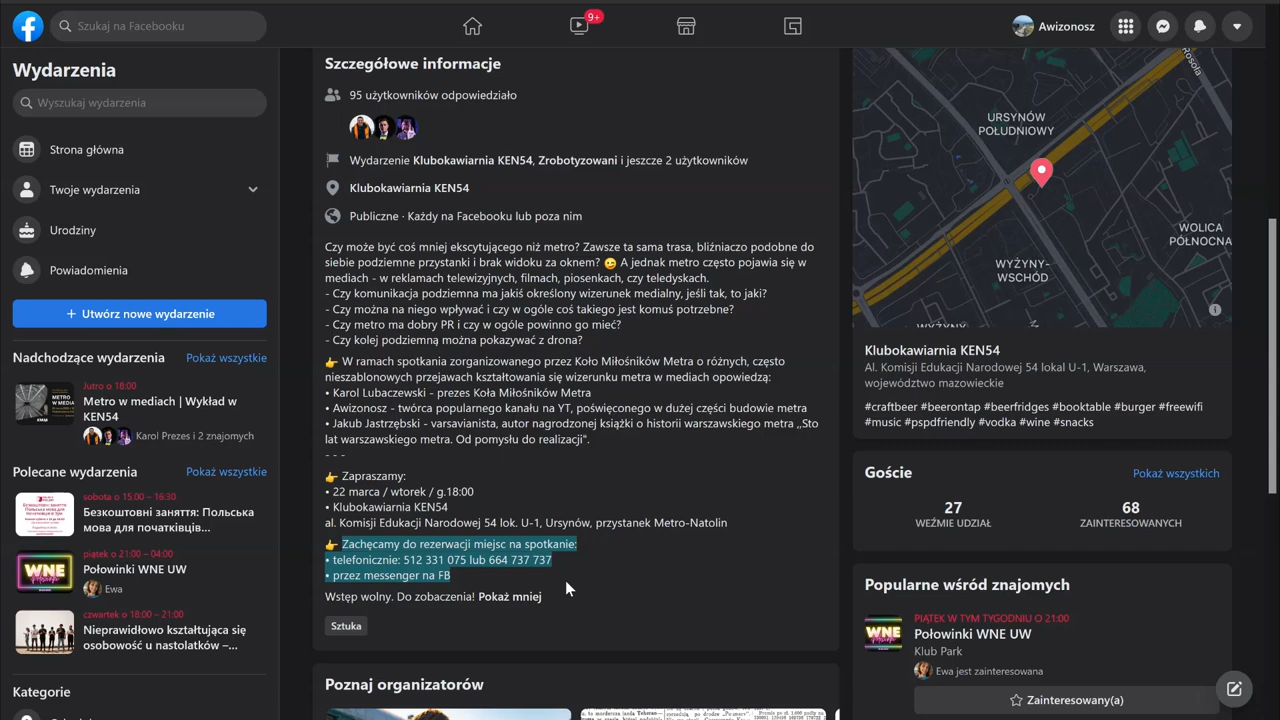 Szukaj na Facebooku
9+
Awizonosz
Wydarzenia
Wyszukaj wydarzenia
Strona główna
Twoje wydarzenia
Urodziny
Powiadomienia
+ Utwórz nowe wydarzenie
Nadchodzące wydarzenia
Pokaż wszystkie
Jutro o 18:00
Metro w mediach | Wykład w
KEN54
Karol Prezes i 2 znajomych
Polecane wydarzenia
Pokaż wszystkie
sobota o 15:00 – 16:30
Безкоштовні заняття: Польська
мова для початківців...
piątek o 21:00 – 04:00
Połowinki WNE UW
Ewa
czwartek o 18:00 – 21:00
Nieprawidłowo kształtująca się
osobowość u nastolatków –...
Kategorie
Szczegółowe informacje
95 użytkowników odpowiedziało
Wydarzenie Klubokawiarnia KEN54, Zrobotyzowani i jeszcze 2 użytkowników
Klubokawiarnia KEN54
Publiczne · Każdy na Facebooku lub poza nim
Czy może być coś mniej ekscytującego niż metro? Zawsze ta sama trasa, bliźniaczo podobne do
siebie podziemne przystanki i brak widoku za oknem? 😉 A jednak metro często pojawia się w
mediach - w reklamach telewizyjnych, filmach, piosenkach, czy teledyskach.
- Czy komunikacja podziemna ma jakiś określony wizerunek medialny, jeśli tak, to jaki?
- Czy można na niego wpływać i czy w ogóle coś takiego jest komuś potrzebne?
- Czy metro ma dobry PR i czy w ogóle powinno go mieć?
- Czy kolej podziemną można pokazywać z drona?
👉 W ramach spotkania zorganizowanego przez Koło Miłośników Metra o różnych, często
nieszablonowych przejawach kształtowania się wizerunku metra w mediach opowiedzą:
• Karol Lubaczewski - prezes Koła Miłośników Metra
• Awizonosz - twórca popularnego kanału na YT, poświęconego w dużej części budowie metra
• Jakub Jastrzębski - varsavianista, autor nagrodzonej książki o historii warszawskiego metra „Sto
lat warszawskiego metra. Od pomysłu do realizacji".
- - -
👉 Zapraszamy:
• 22 marca / wtorek / g.18:00
• Klubokawiarnia KEN54
al. Komisji Edukacji Narodowej 54 lok. U-1, Ursynów, przystanek Metro-Natolin
👉 Zachęcamy do rezerwacji miejsc na spotkanie:
• telefonicznie: 512 331 075 lub 664 737 737
• przez messenger na FB
Wstęp wolny. Do zobaczenia! Pokaż mniej
Sztuka
Poznaj organizatorów
Rosoła
URSYNÓW
POŁUDNIOWY
WOLICA
PÓŁNOCNA
WYŻYNY-
WSCHÓD
Klubokawiarnia KEN54
Al. Komisji Edukacji Narodowej 54 lokal U-1, Warszawa,
województwo mazowieckie
#craftbeer #beerontap #beerfridges #booktable #burger #freewifi
#music #pspdfriendly #vodka #wine #snacks
Goście
Pokaż wszystkich
27
WEŹMIE UDZIAŁ
68
ZAINTERESOWANYCH
Popularne wśród znajomych
PIĄTEK W TYM TYGODNIU O 21:00
Połowinki WNE UW
Klub Park
Ewa jest zainteresowana
Zainteresowany(a)